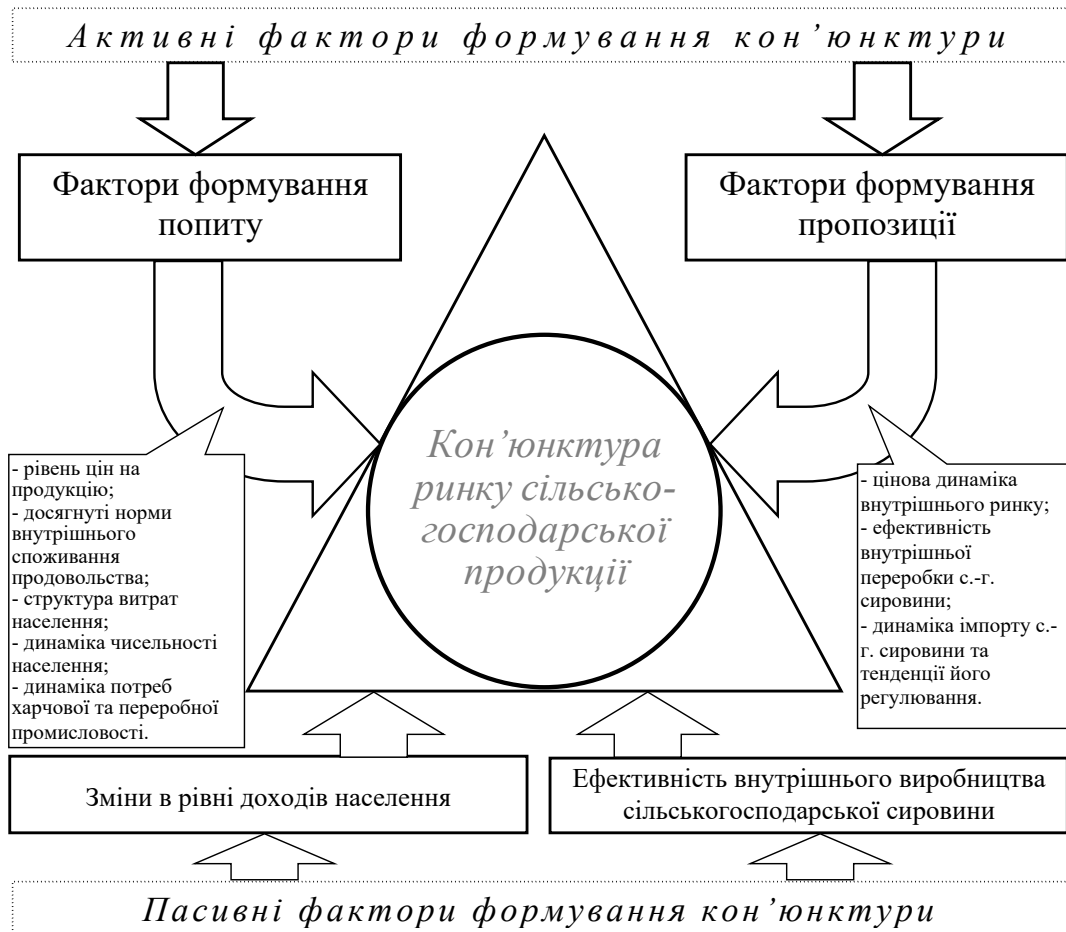 Активні фактори формування кон’юнктури
Фактори формування
попиту
Фактори формування
пропозиції
Кон’юнктура
ринку сільсько-
господарської
продукції
- рівень цін на
продукцію;
- досягнуті норми
внутрішнього
споживання
продовольства;
- структура витрат
населення;
- динаміка чисельності
населення;
- динаміка потреб
харчової та переробної
промисловості.
- цінова динаміка
внутрішнього ринку;
- ефективність
внутрішньої
переробки с.-г.
сировини;
- динаміка імпорту с.-
г. сировини та
тенденції його
регулювання.
Зміни в рівні доходів населення
Ефективність внутрішнього виробництва
сільськогосподарської сировини
Пасивні фактори формування кон’юнктури